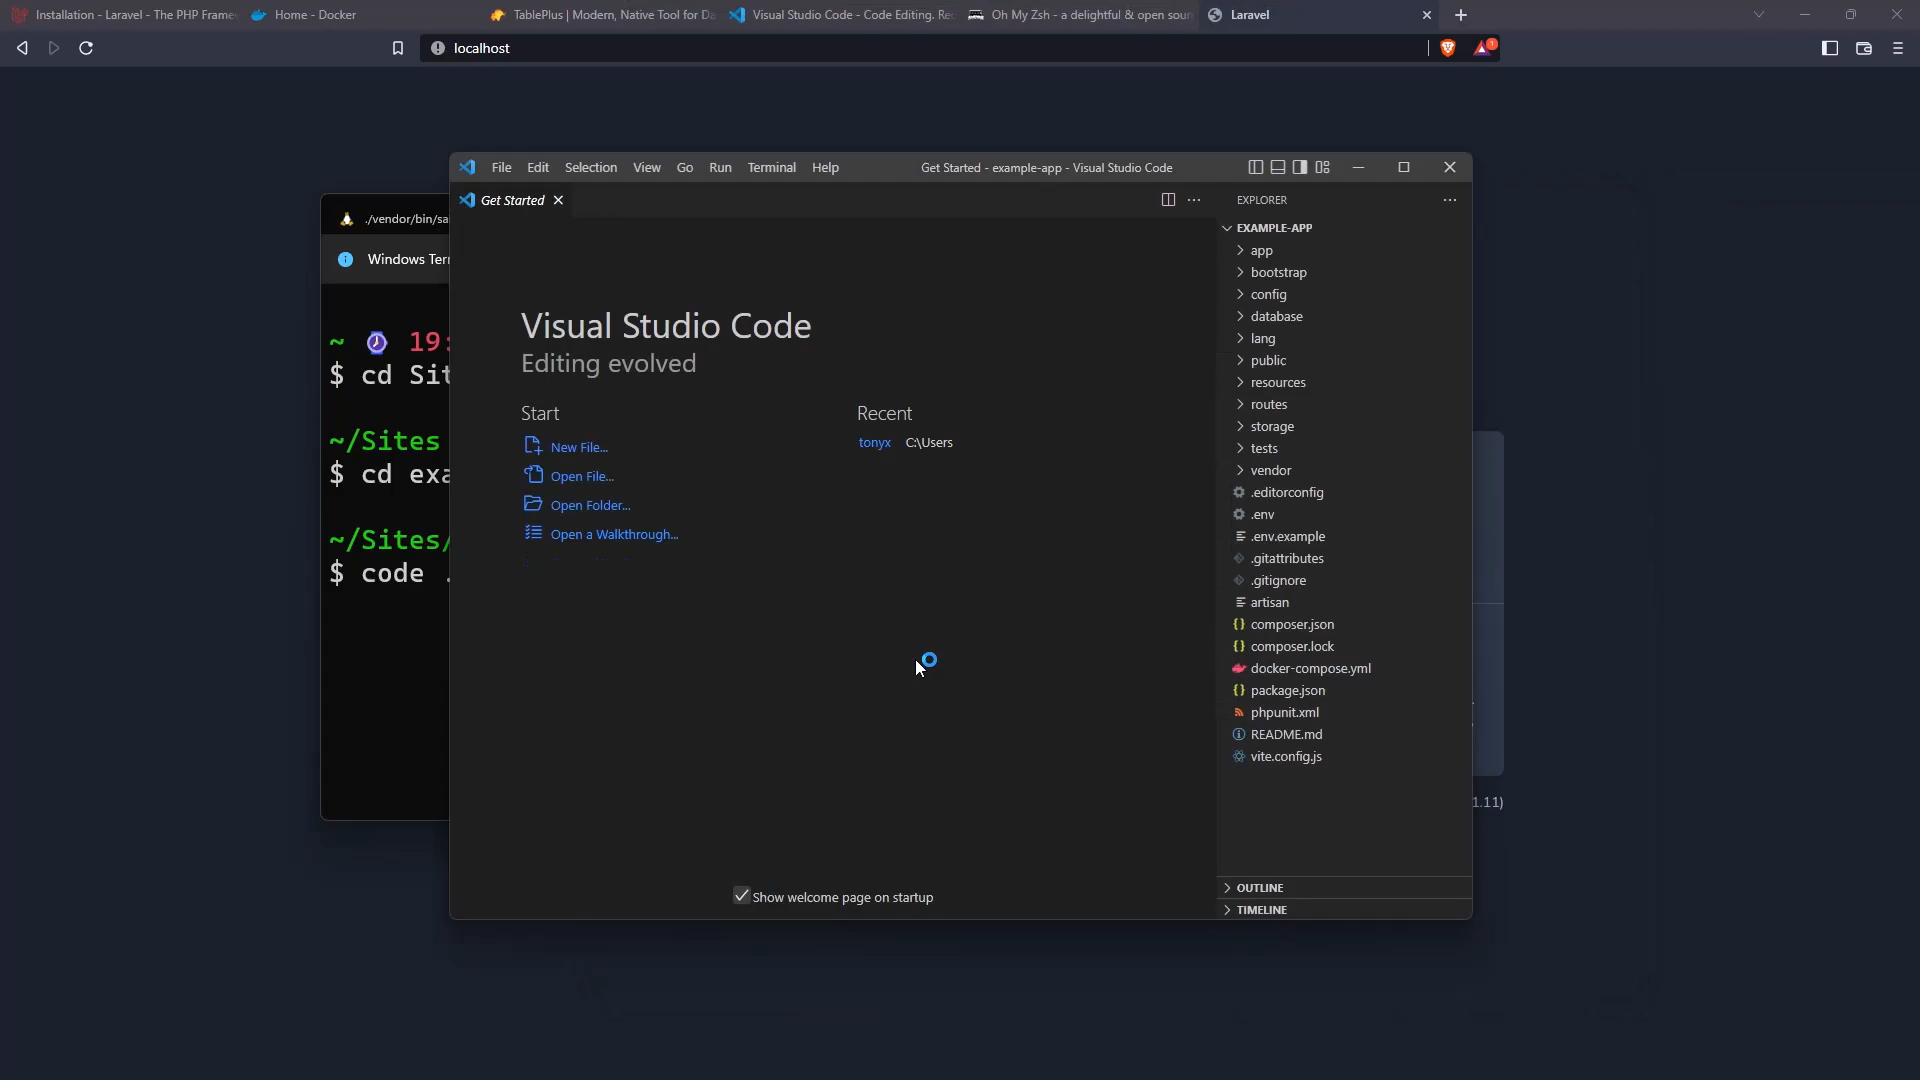 Installation - Laravel - The PHP Frame
Home - Docker
TablePlus | Modern, Native Tool for Da
Visual Studio Code - Code Editing. Re
Oh My Zsh - a delightful & open sour
Laravel
localhost
1
File Edit Selection View Go Run Terminal Help
Get Started - example-app - Visual Studio Code
Get Started
EXPLORER
./vendor/bin/sa
Windows Ter
~ 19:
$ cd Sit
~/Sites
$ cd exa
~/Sites/
$ code .
Visual Studio Code
Editing evolved
Start
New File...
Open File...
Open Folder...
Open a Walkthrough...
Recent
tonyx C:\Users
Show welcome page on startup
EXAMPLE-APP
app
bootstrap
config
database
lang
public
resources
routes
storage
tests
vendor
.editorconfig
.env
.env.example
.gitattributes
.gitignore
artisan
composer.json
composer.lock
docker-compose.yml
package.json
phpunit.xml
README.md
vite.config.js
OUTLINE
TIMELINE
1.11)